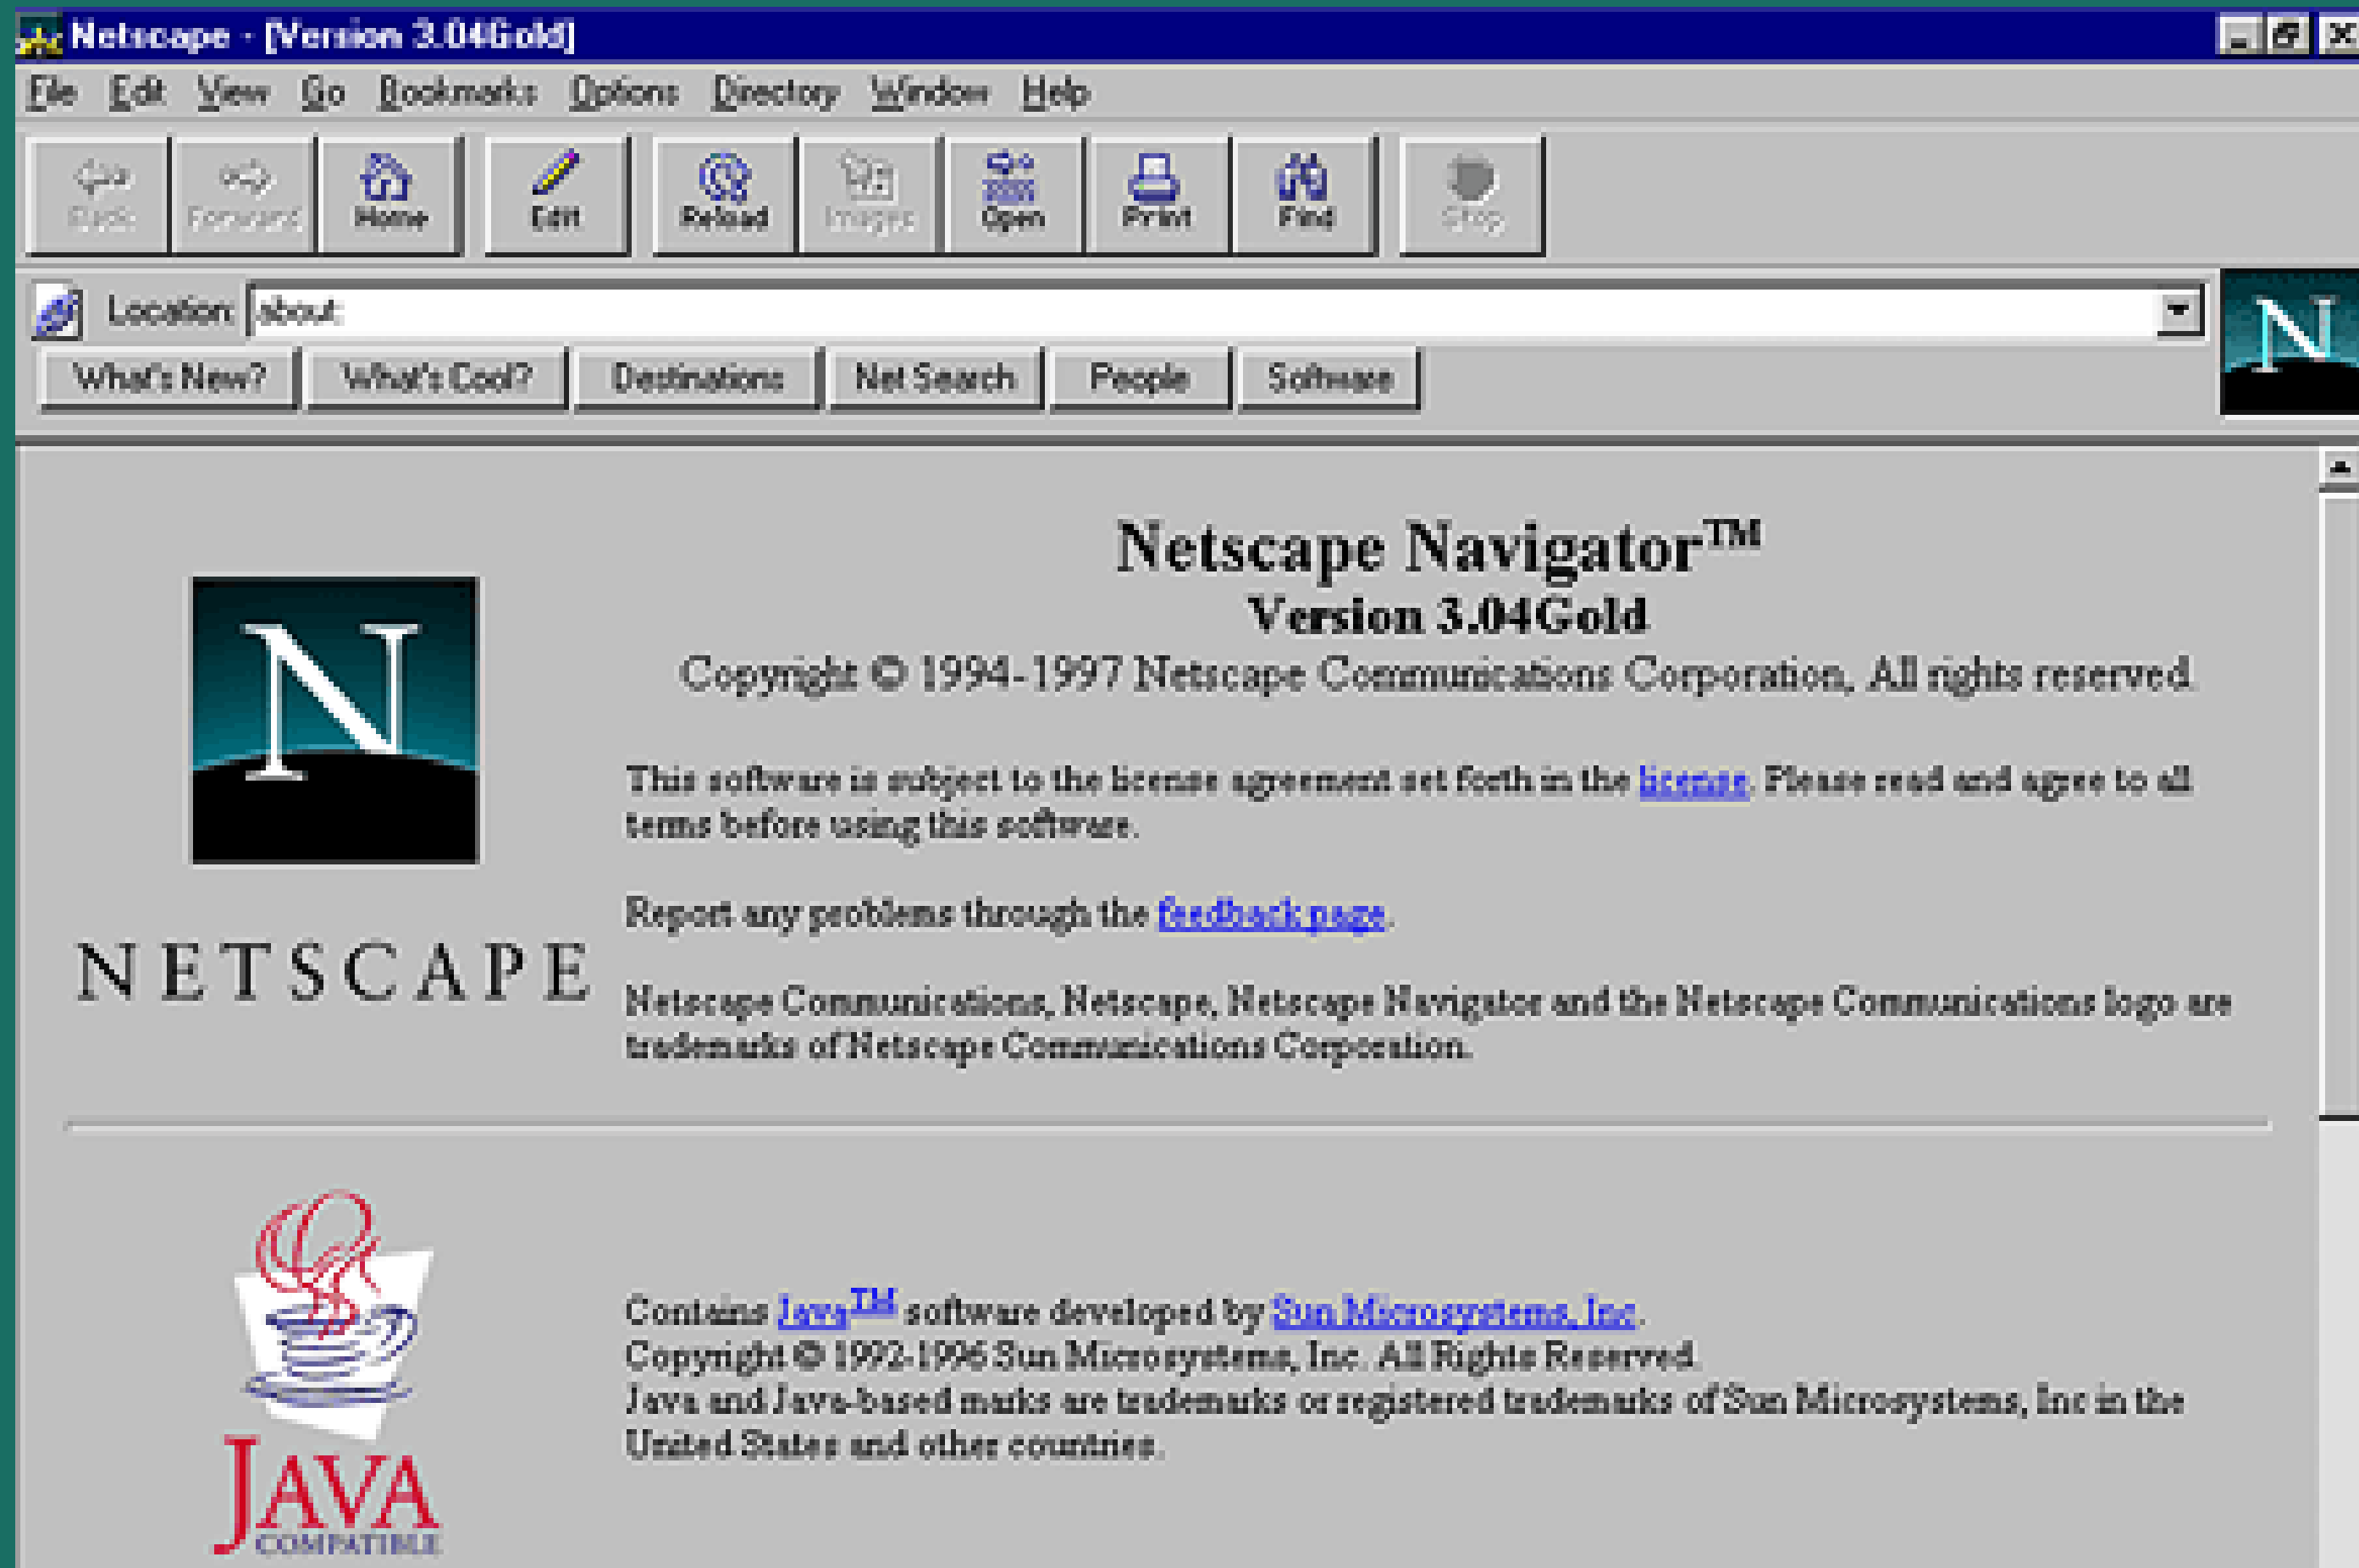 Netscape - [Version 3.04Gold]
File Edit View Go Bookmarks Options Directory Window Help
Back Forward Home Edit Reload Images Open Print Find Stop
Location: about:
N
What's New? What's Cool? Destinations Net Search People Software
Netscape Navigator™
Version 3.04Gold
Copyright © 1994-1997 Netscape Communications Corporation, All rights reserved.
N
NETSCAPE
This software is subject to the license agreement set forth in the license. Please read and agree to all
terms before using this software.
Report any problems through the feedback page.
Netscape Communications, Netscape, Netscape Navigator and the Netscape Communications logo are
trademarks of Netscape Communications Corporation.
JAVA
COMPATIBLE
Contains Java™ software developed by Sun Microsystems, Inc.
Copyright © 1992-1996 Sun Microsystems, Inc. All Rights Reserved.
Java and Java-based marks are trademarks or registered trademarks of Sun Microsystems, Inc in the
United States and other countries.